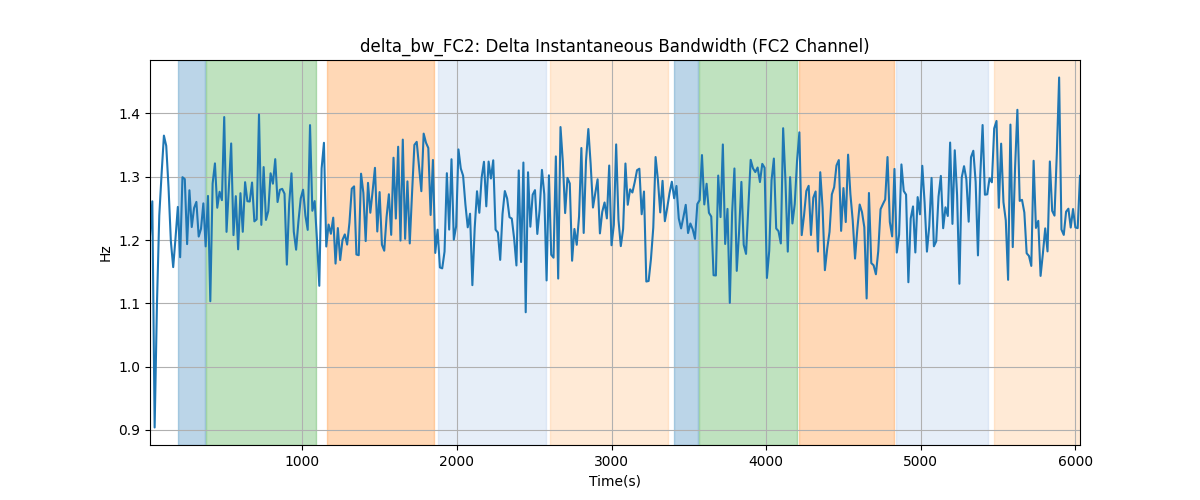 delta_bw_FC2: Delta Instantaneous Bandwidth (FC2 Channel)
Hz
1.4
1.3
1.2
1.1
1.0
0.9
1000 2000 3000 4000 5000 6000
Time(s)